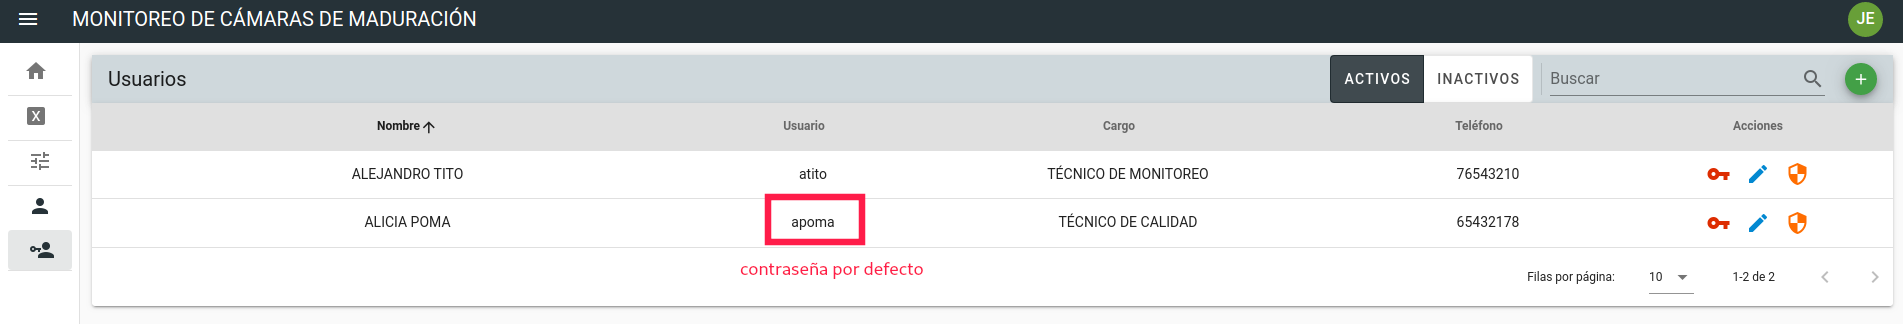 MONITOREO DE CÁMARAS DE MADURACIÓN JE
Usuarios ACTIVOS INACTIVOS Buscar
X
Nombre Usuario Cargo Teléfono Acciones
ALEJANDRO TITO atito TÉCNICO DE MONITOREO 76543210
ALICIA POMA apoma TÉCNICO DE CALIDAD 65432178
contraseña por defecto
Filas por página: 10 1-2 de 2